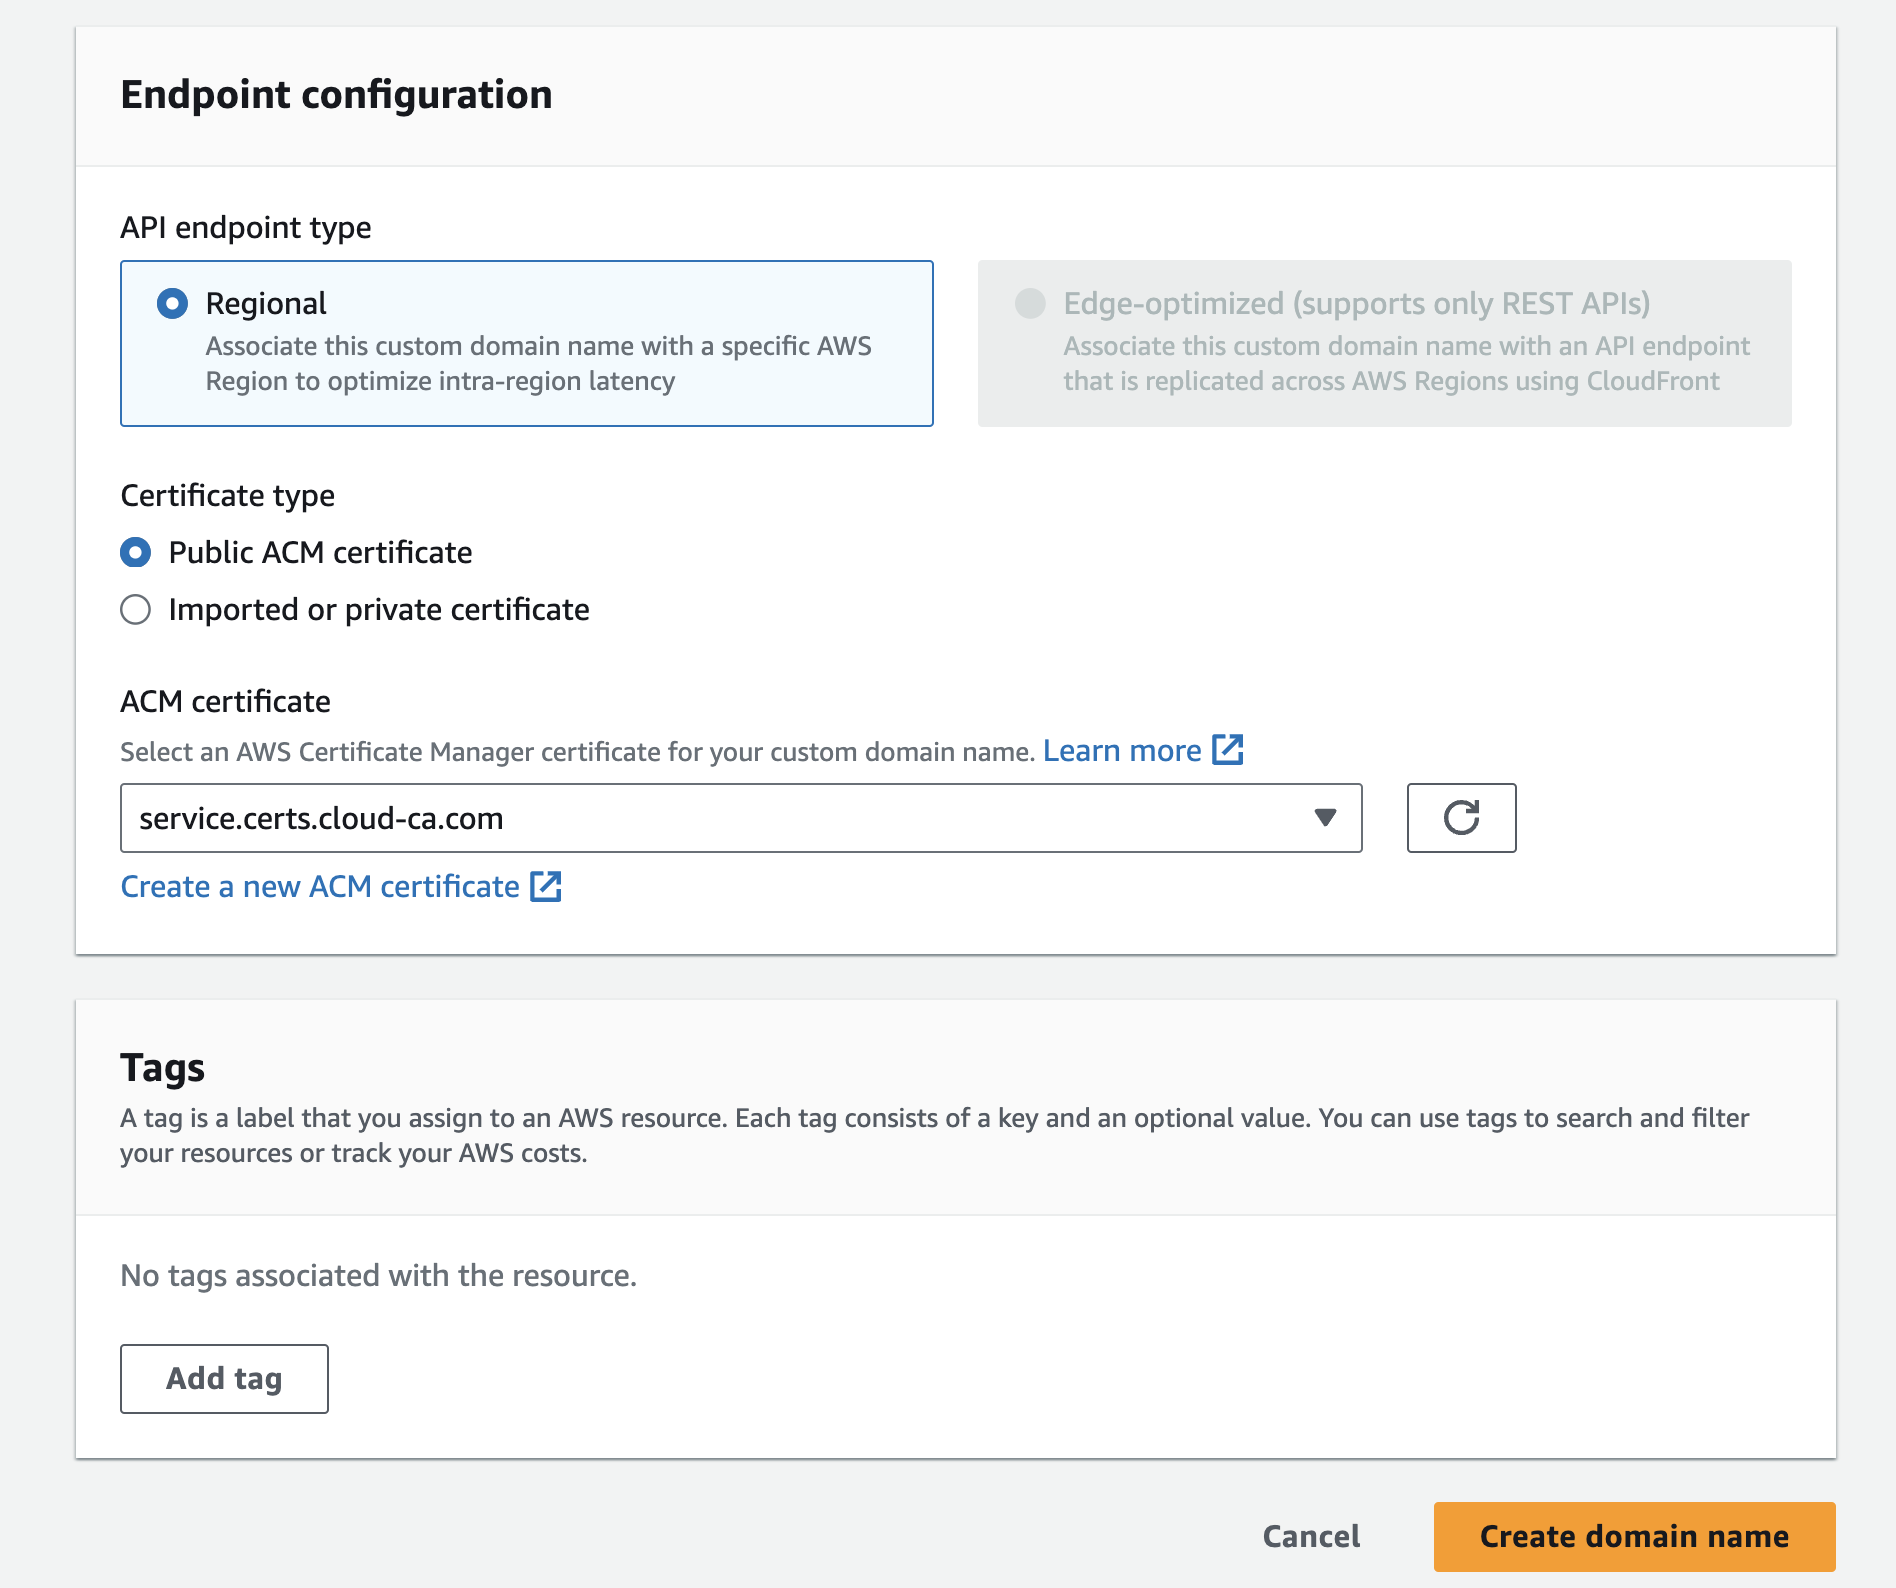 Endpoint configuration
API endpoint type
Regional
Associate this custom domain name with a specific AWS
Region to optimize intra-region latency
Edge-optimized (supports only REST APIs)
Associate this custom domain name with an API endpoint
that is replicated across AWS Regions using CloudFront
Certificate type
Public ACM certificate
Imported or private certificate
ACM certificate
Select an AWS Certificate Manager certificate for your custom domain name. Learn more
service.certs.cloud-ca.com
Create a new ACM certificate
Tags
A tag is a label that you assign to an AWS resource. Each tag consists of a key and an optional value. You can use tags to search and filter
your resources or track your AWS costs.
No tags associated with the resource.
Add tag
Cancel
Create domain name